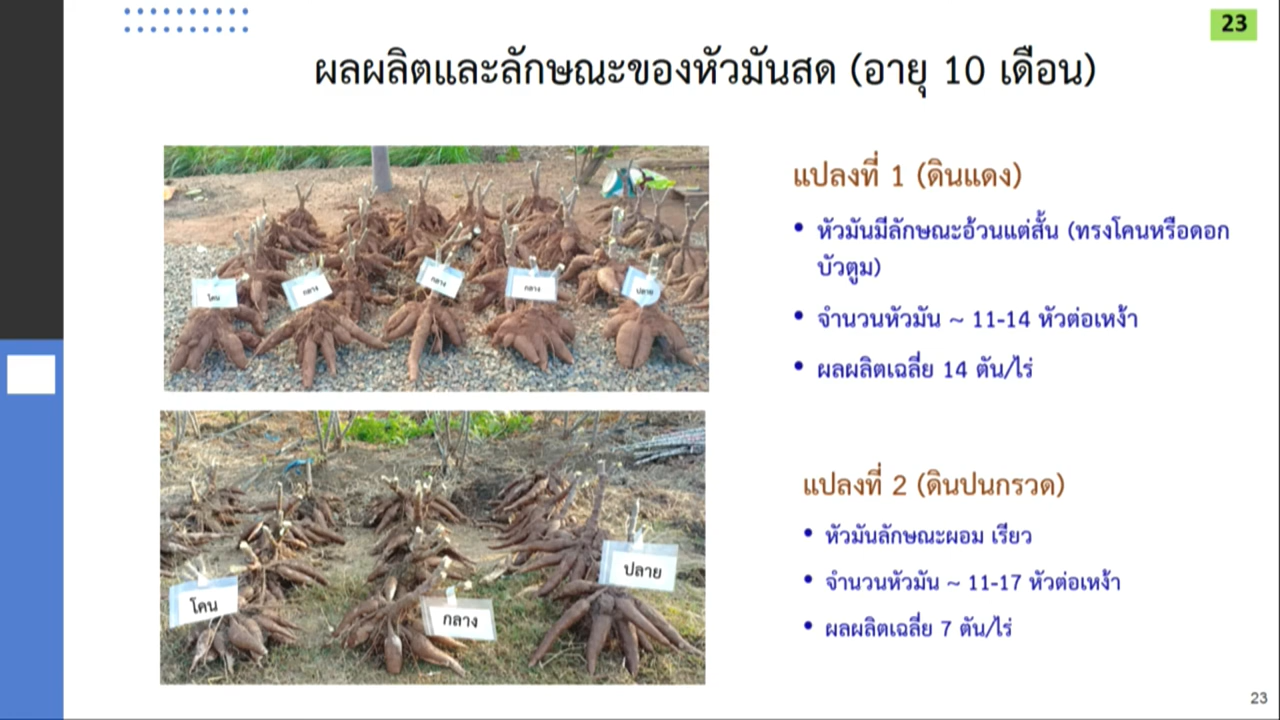 23
ผลผลิตและลักษณะของหัวมันสด (อายุ 10 เดือน)
แปลงที่ 1 (ดินแดง)
• หัวมันมีลักษณะอ้วนแต่สั้น (ทรงโคนหรือดอก
บัวตูม)
• จำนวนหัวมัน ~ 11-14 หัวต่อเหง้า
• ผลผลิตเฉลี่ย 14 ตัน/ไร่
โคน
กลาง
กลาง
กลาง
ปลาย
แปลงที่ 2 (ดินปนกรวด)
• หัวมันลักษณะผอม เรียว
• จำนวนหัวมัน ~ 11-17 หัวต่อเหง้า
• ผลผลิตเฉลี่ย 7 ตัน/ไร่
โคน
กลาง
ปลาย
23